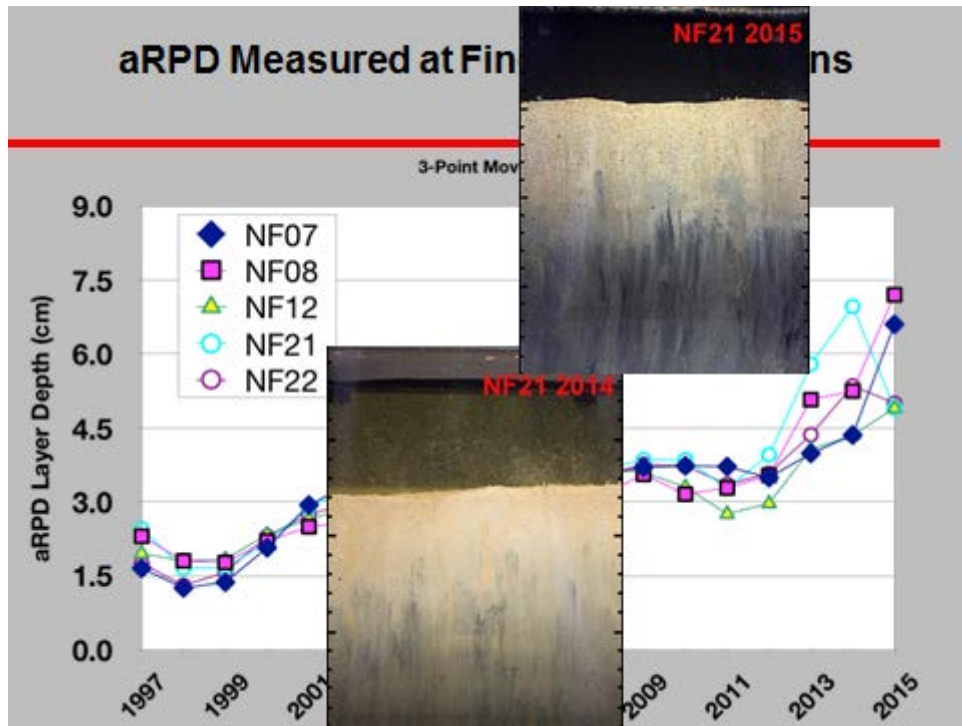 aRPD Measured at Fin
ns
NF21 2015
3-Point Mov
aRPD Layer Depth (cm)
9.0
7.5
6.0
4.5
3.0
1.5
0.0
NF07
NF08
NF12
NF21
NF22
NF21 2014
1997
1999
2001
2009
2011
2013
2015